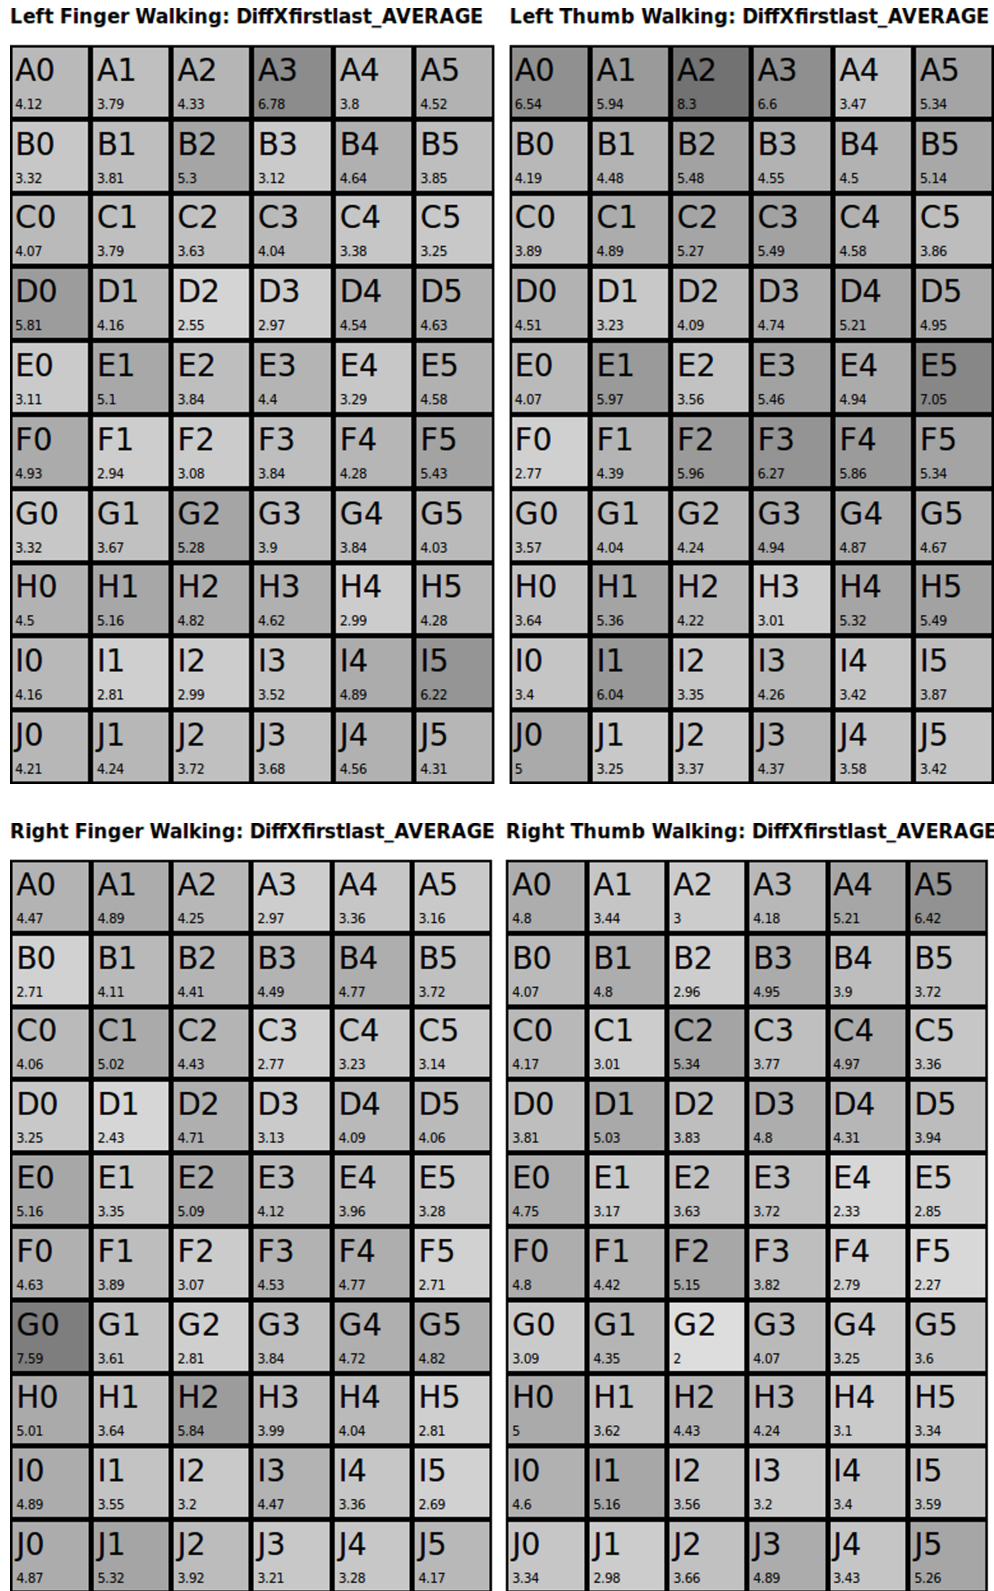 Left Finger Walking: DiffXfirstlast_AVERAGE Left Thumb Walking: DiffXfirstlast_AVERAGE
A0 A1 A2 A3 A4 A5 A0 A1 A2 A3 A4 A5
4.12 3.79 4.33 6.78 3.8 4.52 6.54 5.94 8.3 6.6 3.47 5.34
B0 B1 B2 B3 B4 B5 B0 B1 B2 B3 B4 B5
3.32 3.81 5.3 3.12 4.64 3.85 4.19 4.48 5.48 4.55 4.5 5.14
C0 C1 C2 C3 C4 C5 C0 C1 C2 C3 C4 C5
4.07 3.79 3.63 4.04 3.38 3.25 3.89 4.89 5.27 5.49 4.58 3.86
D0 D1 D2 D3 D4 D5 D0 D1 D2 D3 D4 D5
5.81 4.16 2.55 2.97 4.54 4.63 4.51 3.23 4.09 4.74 5.21 4.95
E0 E1 E2 E3 E4 E5 E0 E1 E2 E3 E4 E5
3.11 5.1 3.84 4.4 3.29 4.58 4.07 5.97 3.56 5.46 4.94 7.05
F0 F1 F2 F3 F4 F5 F0 F1 F2 F3 F4 F5
4.93 2.94 3.08 3.84 4.28 5.43 2.77 4.39 5.96 6.27 5.86 5.34
G0 G1 G2 G3 G4 G5 G0 G1 G2 G3 G4 G5
3.32 3.67 5.28 3.9 3.84 4.03 3.57 4.04 4.24 4.94 4.87 4.67
H0 H1 H2 H3 H4 H5 H0 H1 H2 H3 H4 H5
4.5 5.16 4.82 4.62 2.99 4.28 3.64 5.36 4.22 3.01 5.32 5.49
I0 I1 I2 I3 I4 I5 I0 I1 I2 I3 I4 I5
4.16 2.81 2.99 3.52 4.89 6.22 3.4 6.04 3.35 4.26 3.42 3.87
J0 J1 J2 J3 J4 J5 J0 J1 J2 J3 J4 J5
4.21 4.24 3.72 3.68 4.56 4.31 5 3.25 3.37 4.37 3.58 3.42
Right Finger Walking: DiffXfirstlast_AVERAGE Right Thumb Walking: DiffXfirstlast_AVERAGE
A0 A1 A2 A3 A4 A5 A0 A1 A2 A3 A4 A5
4.47 4.89 4.25 2.97 3.36 3.16 4.8 3.44 3 4.18 5.21 6.42
B0 B1 B2 B3 B4 B5 B0 B1 B2 B3 B4 B5
2.71 4.11 4.41 4.49 4.77 3.72 4.07 4.8 2.96 4.95 3.9 3.72
C0 C1 C2 C3 C4 C5 C0 C1 C2 C3 C4 C5
4.06 5.02 4.43 2.77 3.23 3.14 4.17 3.01 5.34 3.77 4.97 3.36
D0 D1 D2 D3 D4 D5 D0 D1 D2 D3 D4 D5
3.25 2.43 4.71 3.13 4.09 4.06 3.81 5.03 3.83 4.8 4.31 3.94
E0 E1 E2 E3 E4 E5 E0 E1 E2 E3 E4 E5
5.16 3.35 5.09 4.12 3.96 3.28 4.75 3.17 3.63 3.72 2.33 2.85
F0 F1 F2 F3 F4 F5 F0 F1 F2 F3 F4 F5
4.63 3.89 3.07 4.53 4.77 2.71 4.8 4.42 5.15 3.82 2.79 2.27
G0 G1 G2 G3 G4 G5 G0 G1 G2 G3 G4 G5
7.59 3.61 2.81 3.84 4.72 4.82 3.09 4.35 2 4.07 3.25 3.6
H0 H1 H2 H3 H4 H5 H0 H1 H2 H3 H4 H5
5.01 3.64 5.84 3.99 4.04 2.81 5 3.62 4.43 4.24 3.1 3.34
I0 I1 I2 I3 I4 I5 I0 I1 I2 I3 I4 I5
4.89 3.55 3.2 4.47 3.36 2.69 4.6 5.16 3.56 3.2 3.4 3.59
J0 J1 J2 J3 J4 J5 J0 J1 J2 J3 J4 J5
4.87 5.32 3.92 3.21 3.28 4.17 3.34 2.98 3.66 4.89 3.43 5.26